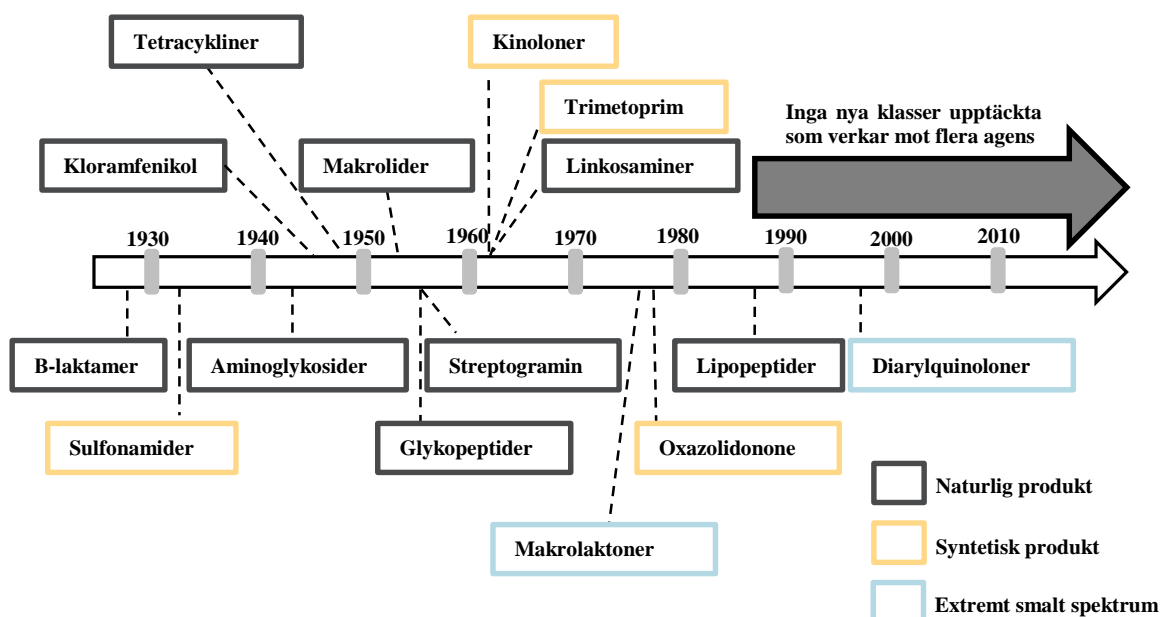 Tetracykliner
Kinoloner
Trimetoprim
Inga nya klasser upptäckta
som verkar mot flera agens
Kloramfenikol
Makrolider
Linkosaminer
1930
1940
1950
1960
1970
1980
1990
2000
2010
B-laktamer
Aminoglykosider
Streptogramin
Lipopeptider
Diarylquinoloner
Sulfonamider
Glykopeptider
Oxazolidonone
Naturlig produkt
Makrolaktoner
Syntetisk produkt
Extremt smalt spektrum